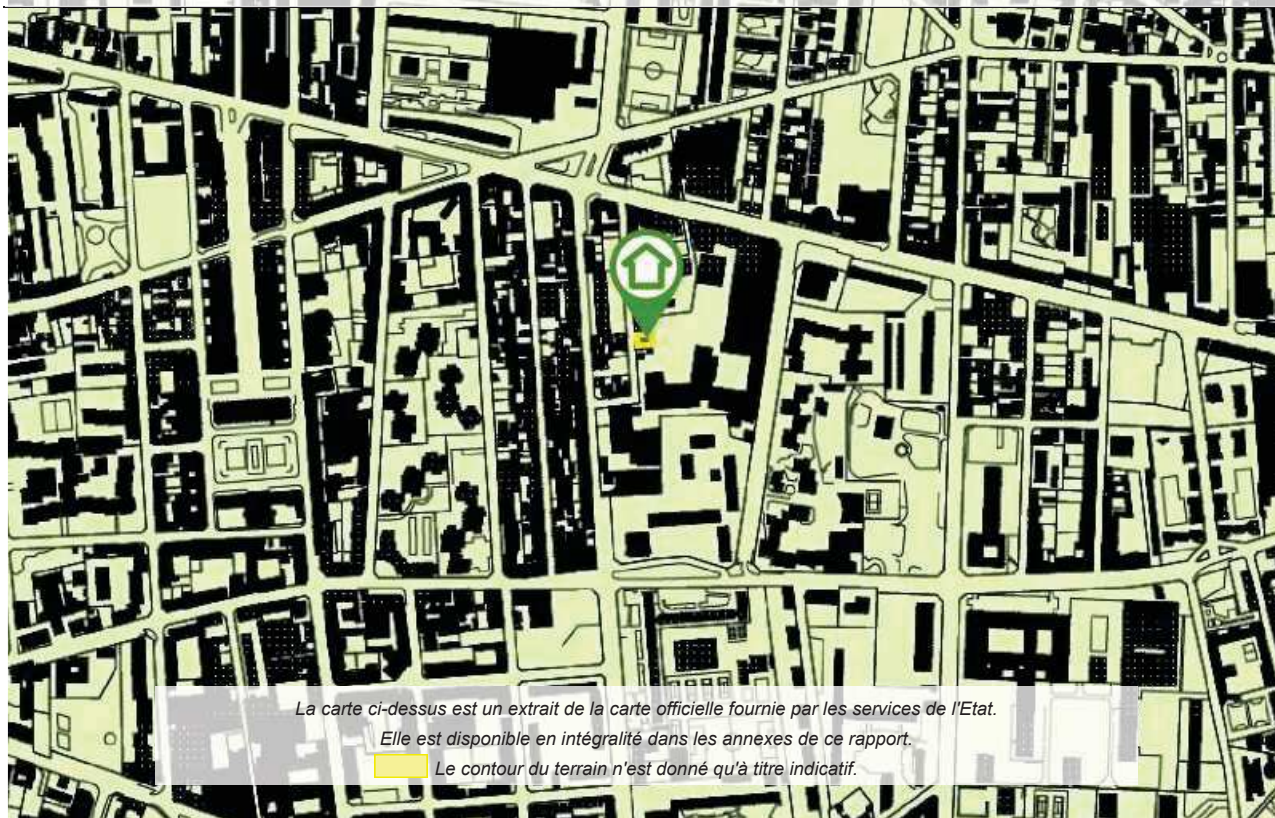 La carte ci-dessus est un extrait de la carte officielle fournie par les services de l'Etat.
Elle est disponible en intégralité dans les annexes de ce rapport.
Le contour du terrain n'est donné qu'à titre indicatif.